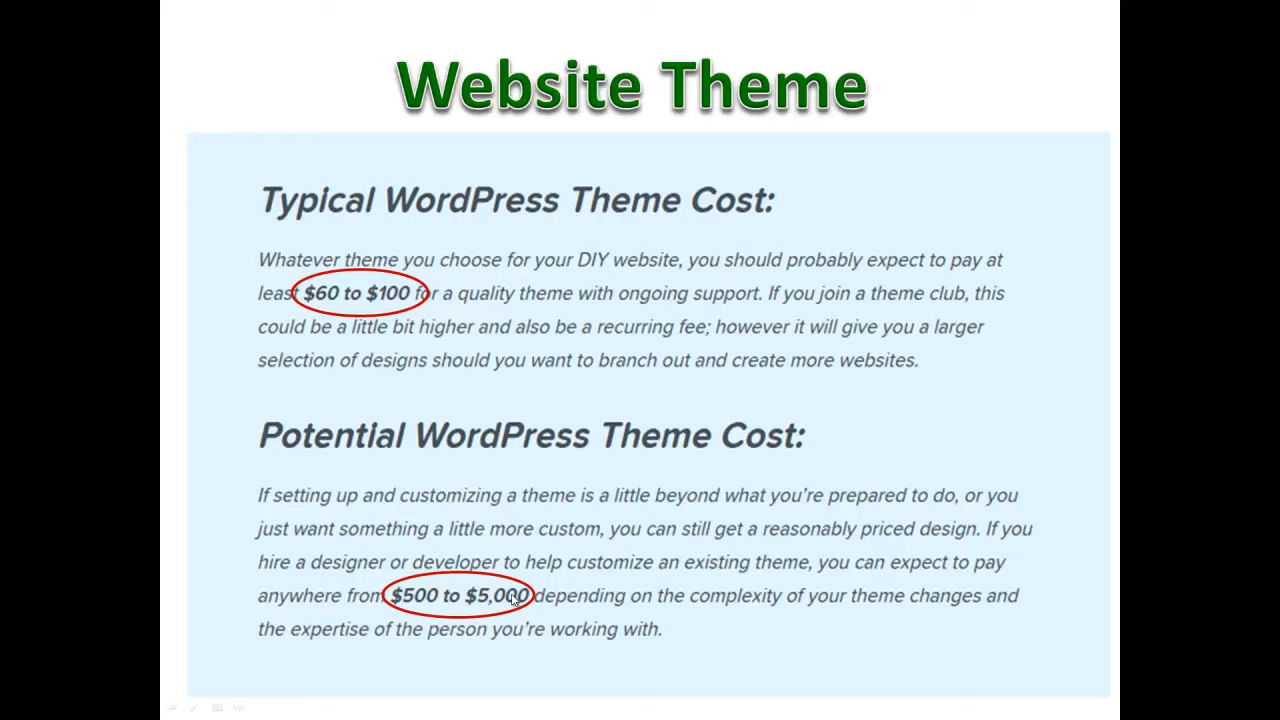 Website Theme
Typical WordPress Theme Cost:
Whatever theme you choose for your DIY website, you should probably expect to pay at
least $60 to $100 for a quality theme with ongoing support. If you join a theme club, this
could be a little bit higher and also be a recurring fee; however it will give you a larger
selection of designs should you want to branch out and create more websites.
Potential WordPress Theme Cost:
If setting up and customizing a theme is a little beyond what you're prepared to do, or you
just want something a little more custom, you can still get a reasonably priced design. If you
hire a designer or developer to help customize an existing theme, you can expect to pay
anywhere from $500 to $5,000 depending on the complexity of your theme changes and
the expertise of the person you're working with.